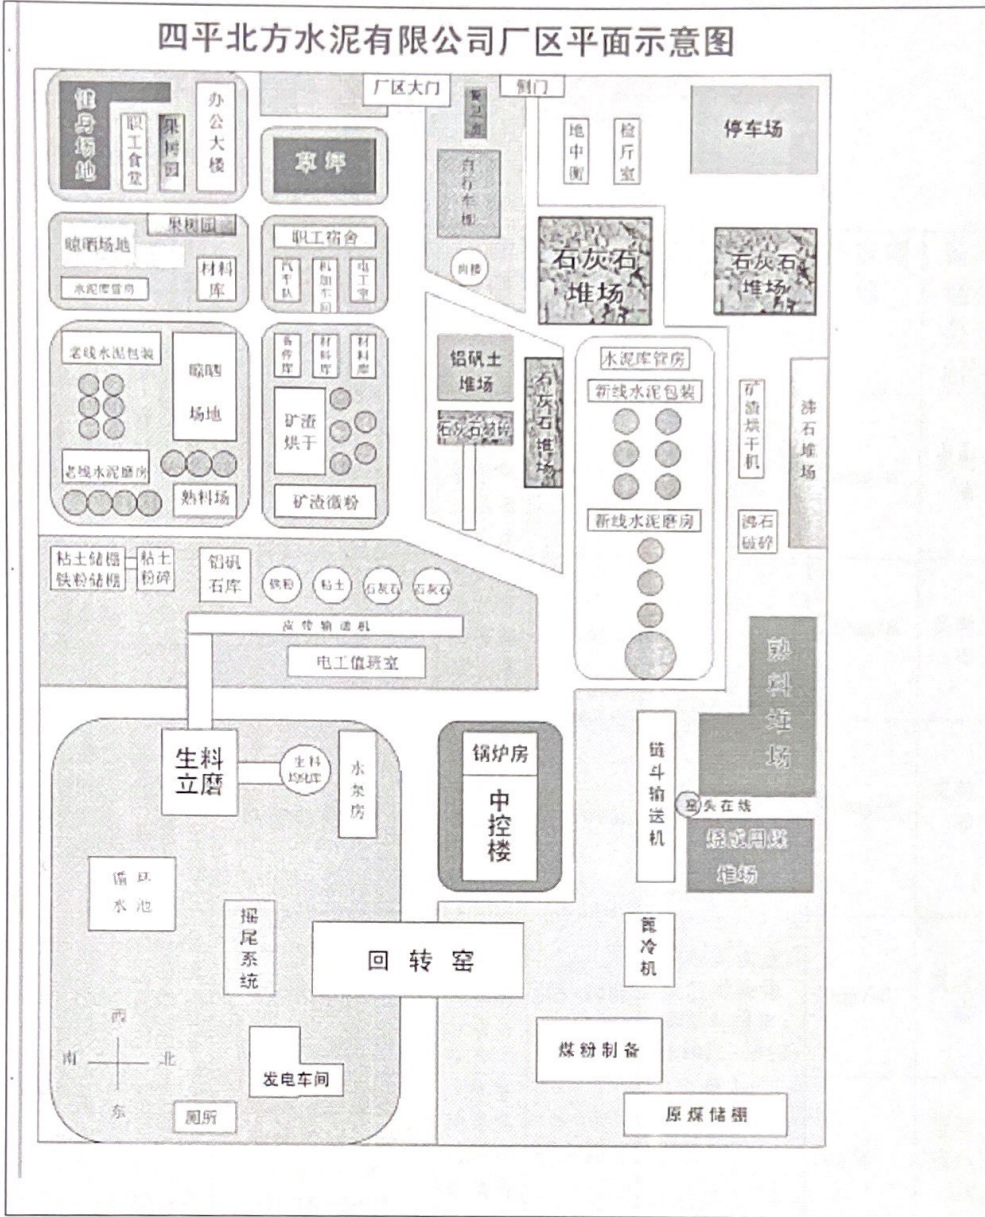 四平北方水泥有限公司厂区平面示意图
厂区大门
侧门
健身场地
职工食堂
果树园
办公大楼
草坪
自行车棚
地中衡
检斤室
停车场
果树园
晾晒场地
水泥库管房
材料库
职工宿舍
汽车队
机加车间
电工室
石灰石
堆场
石灰石
堆场
老线水泥包装
晾晒
场地
老线水泥磨房
熟料场
备件库
材料库
材料库
矿渣
烘干
矿渣微粉
铝矾土
堆场
石灰石破碎
石灰石堆场
水泥库管房
新线水泥包装
新线水泥磨房
矿渣烘干机
沸石堆场
沸石
破碎
粘土储棚
铁粉储棚
粘土
粉碎
铝矾
石库
铁粉
粘土
石灰石
石灰石
皮带输送机
电工值班室
生料
立磨
生料
均化库
水泵房
锅炉房
中控楼
链斗输送机
熟料堆场
窑头在线
烧成用煤
堆场
循环
水池
摇尾系统
回转窑
篦冷机
西
南
北
东
发电车间
厕所
煤粉制备
原煤储棚